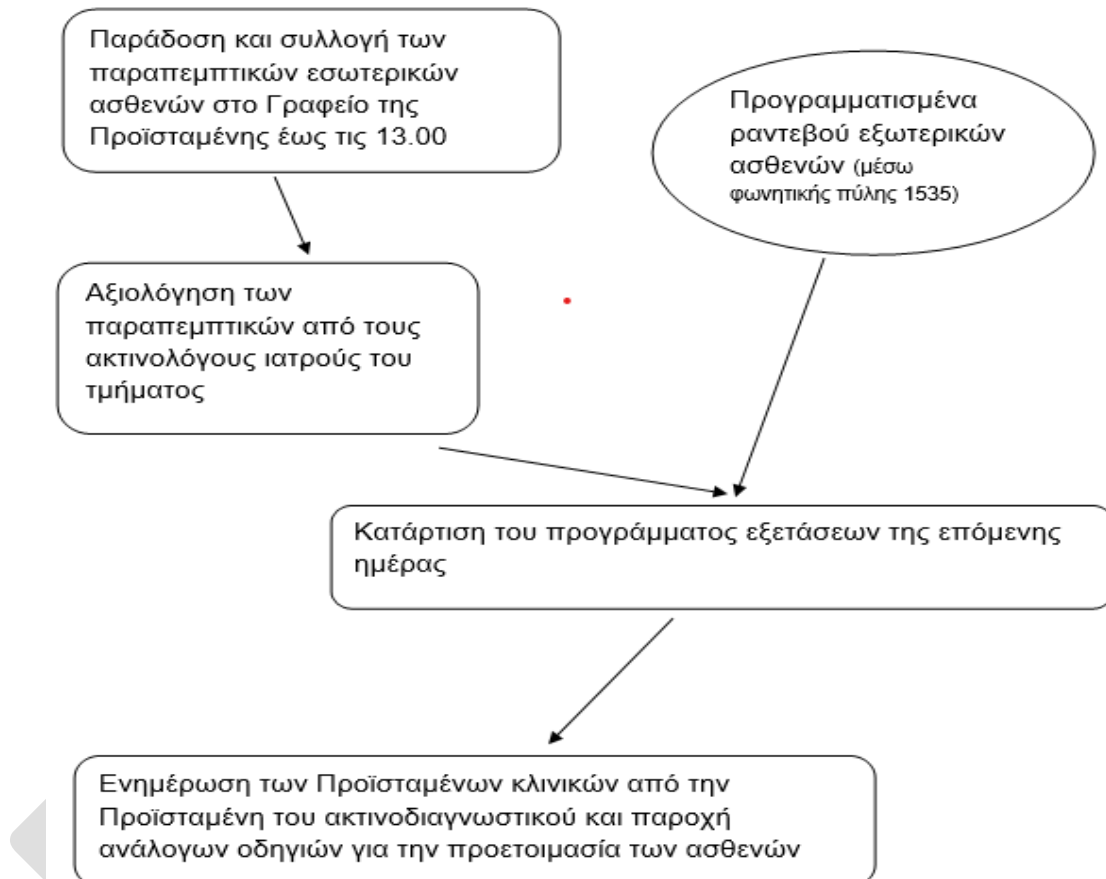 Παράδοση και συλλογή των
παραπεμπτικών εσωτερικών
ασθενών στο Γραφείο της
Προϊσταμένης έως τις 13.00
Προγραμματισμένα
ραντεβού εξωτερικών
ασθενών (μέσω
φωνητικής πύλης 1535)
Αξιολόγηση των
παραπεμπτικών από τους
ακτινολόγους ιατρούς του
τμήματος
Κατάρτιση του προγράμματος εξετάσεων της επόμενης
ημέρας
Ενημέρωση των Προϊσταμένων κλινικών από την
Προϊσταμένη του ακτινοδιαγνωστικού και παροχή
ανάλογων οδηγιών για την προετοιμασία των ασθενών